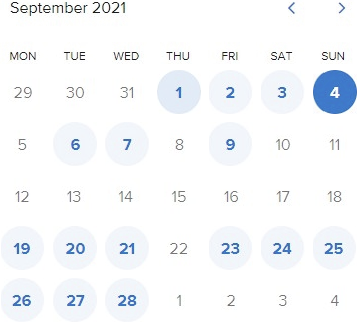 September 2021
MON TUE WED THU FRI SAT SUN
29 30 31 1 2 3 4
5 6 7 8 9 10 11
12 13 14 15 16 17 18
19 20 21 22 23 24 25
26 27 28 1 2 3 4